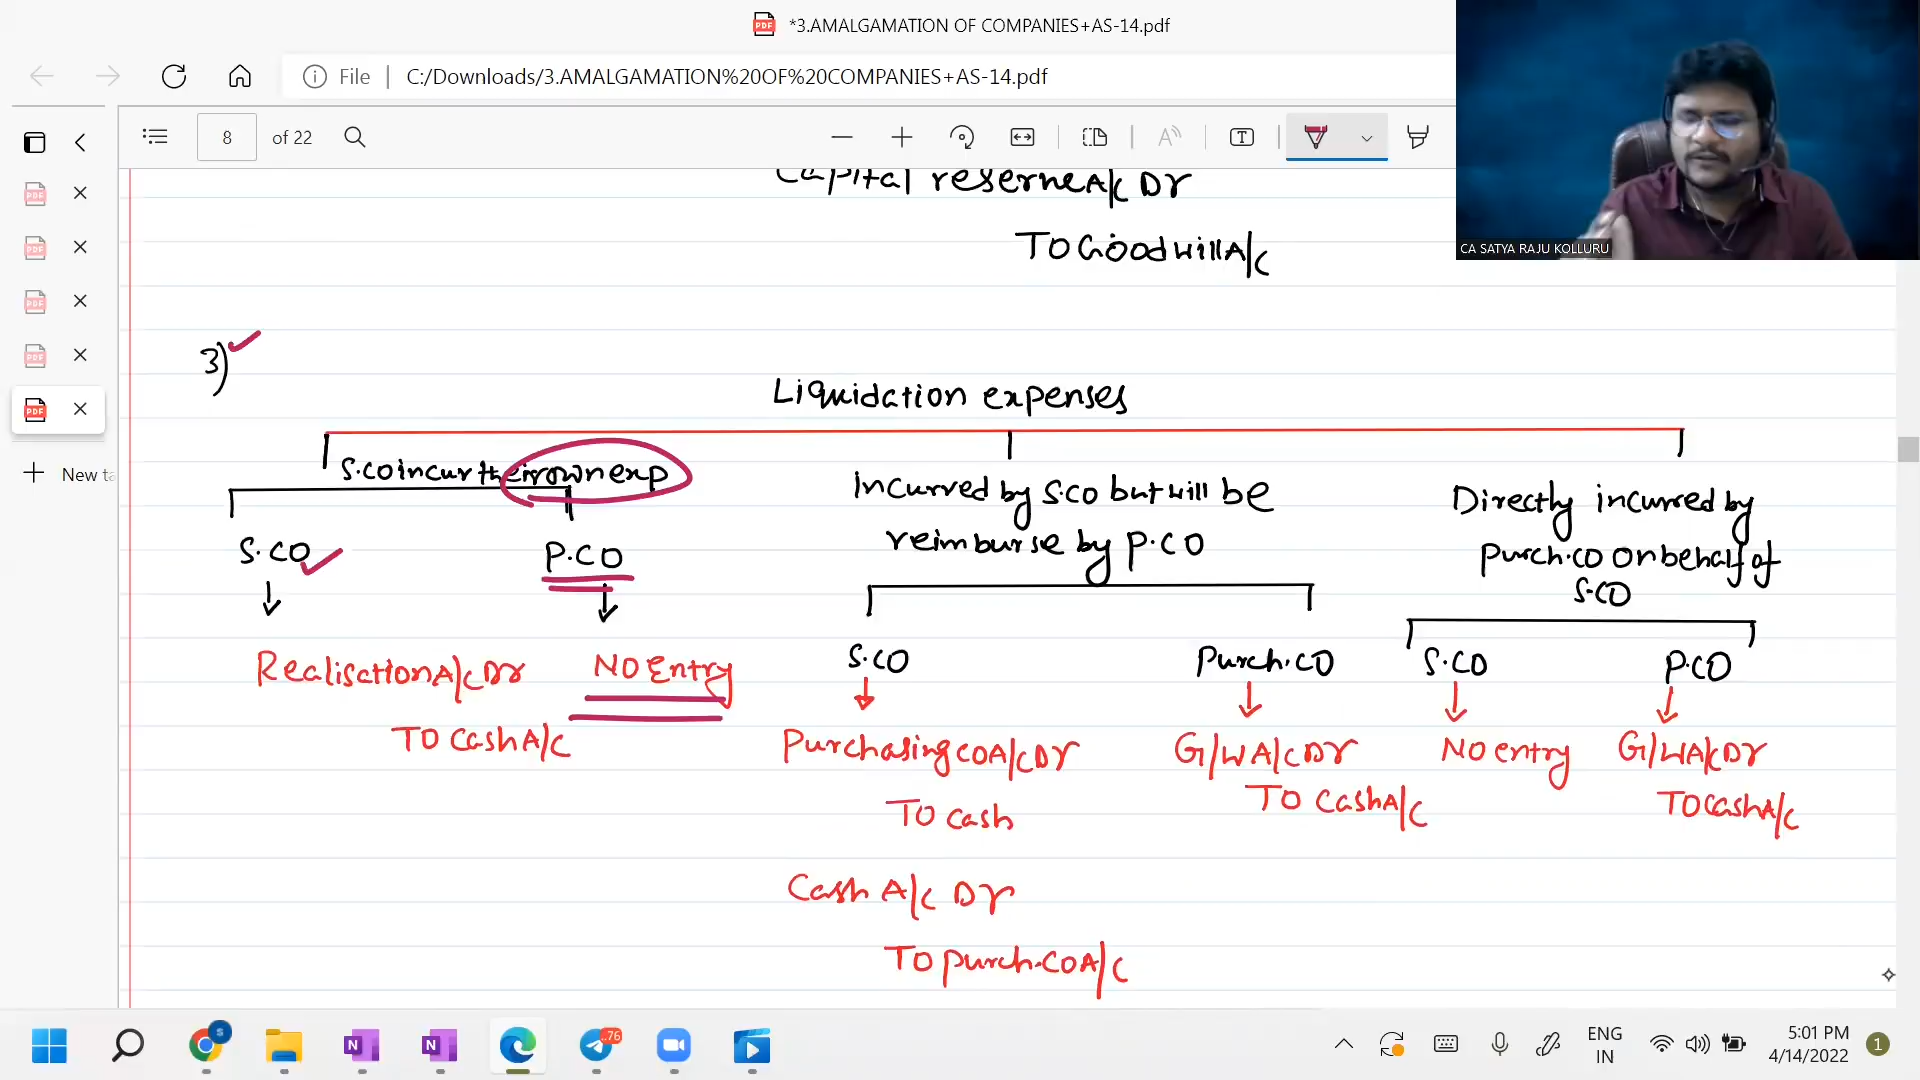 *3.AMALGAMATION OF COMPANIES+AS-14.pdf
File C:/Downloads/3.AMALGAMATION%20OF%20COMPANIES+AS-14.pdf
8 of 22
CA SATYA RAJU KOLLURU
Capital reserve A/c Dr
To Goodwill A/c
3)
Liquidation expenses
S.co incur their own exp
Incurred by S.co but will be
reimburse by P.CO
Directly incurred by
purch.co on behalf of
S.CO
S.CO P.CO
S.CO Purch.CO S.CO P.CO
Realisation A/c Dr NO Entry
To cash A/c
Purchasing co A/c Dr G/W A/c Dr NO entry G/W A/c Dr
To cash To cash A/c To cash A/c
Cash A/c Dr
To purch.co A/c
New ta
N N ..76
ENG
IN
5:01 PM
4/14/2022
1